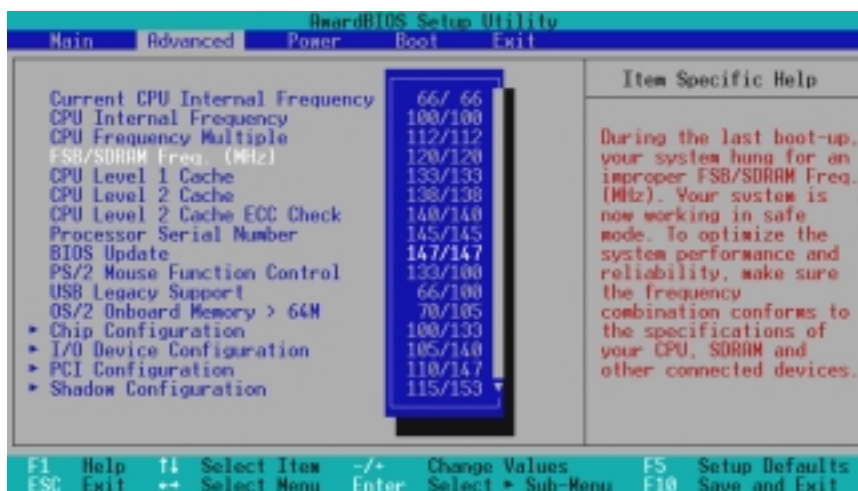 AwardBIOS Setup Utility
Main Advanced Power Boot Exit
Current CPU Internal Frequency
CPU Internal Frequency
CPU Frequency Multiple
FSB/SDRAM Freq. (MHz)
CPU Level 1 Cache
CPU Level 2 Cache
CPU Level 2 Cache ECC Check
Processor Serial Number
BIOS Update
PS/2 Mouse Function Control
USB Legacy Support
OS/2 Onboard Memory > 64M
▸ Chip Configuration
▸ I/O Device Configuration
▸ PCI Configuration
▸ Shadow Configuration
66/ 66
100/100
112/112
120/120
133/133
138/138
140/140
145/145
147/147
133/100
66/100
70/105
100/133
105/140
110/147
115/153
Item Specific Help
During the last boot-up,
your system hung for an
improper FSB/SDRAM Freq.
(MHz). Your system is
now working in safe
mode. To optimize the
system performance and
reliability, make sure
the frequency
combination conforms to
the specifications of
your CPU, SDRAM and
other connected devices.
F1 Help ↑↓ Select Item -/+ Change Values F5 Setup Defaults
ESC Exit ↔ Select Menu Enter Select ▸ Sub-Menu F10 Save and Exit